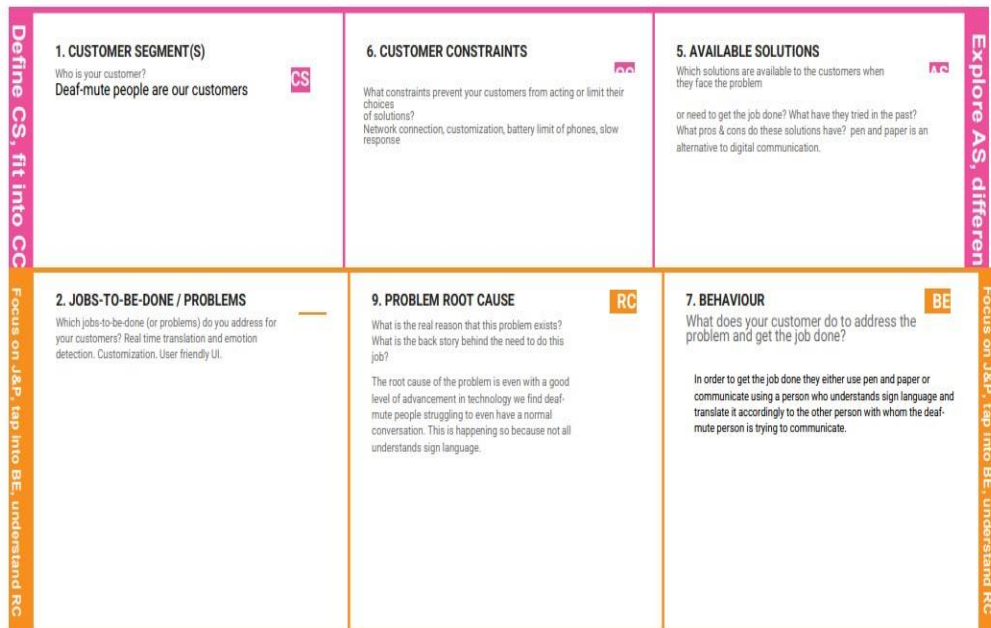 Define CS, fit into CC
1. CUSTOMER SEGMENT(S)
Who is your customer?
Deaf-mute people are our customers
CS
6. CUSTOMER CONSTRAINTS
What constraints prevent your customers from acting or limit their
choices
of solutions?
Network connection, customization, battery limit of phones, slow
response
5. AVAILABLE SOLUTIONS
Which solutions are available to the customers when
they face the problem
AS
or need to get the job done? What have they tried in the past?
What pros & cons do these solutions have? pen and paper is an
alternative to digital communication.
Explore AS, differen
Focus on J&P, tap into BE, understand RC
2. JOBS-TO-BE-DONE / PROBLEMS
Which jobs-to-be-done (or problems) do you address for
your customers? Real time translation and emotion
detection. Customization. User friendly UI.
9. PROBLEM ROOT CAUSE
RC
What is the real reason that this problem exists?
What is the back story behind the need to do this
job?
The root cause of the problem is even with a good
level of advancement in technology we find deaf-
mute people struggling to even have a normal
conversation. This is happening so because not all
understands sign language.
7. BEHAVIOUR
BE
What does your customer do to address the
problem and get the job done?
In order to get the job done they either use pen and paper or
communicate using a person who understands sign language and
translate it accordingly to the other person with whom the deaf-
mute person is trying to communicate.
Focus on J&P, tap into BE, understand RC